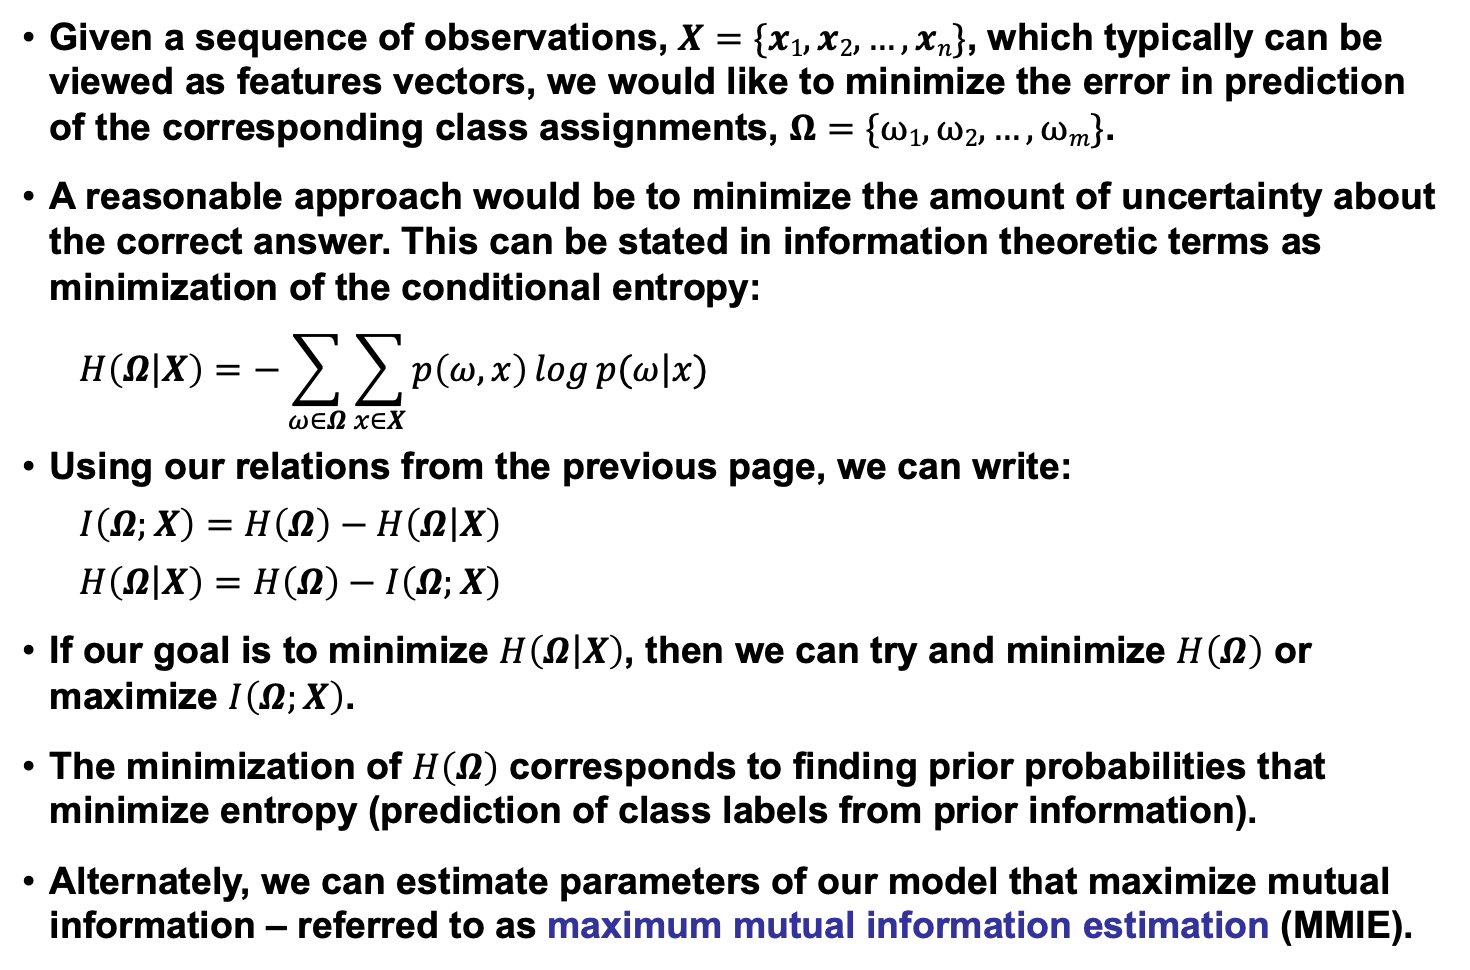 • Given a sequence of observations, X = {x₁, x₂, … , xₙ}, which typically can be
viewed as features vectors, we would like to minimize the error in prediction
of the corresponding class assignments, Ω = {ω₁, ω₂, … , ωₘ}.
• A reasonable approach would be to minimize the amount of uncertainty about
the correct answer. This can be stated in information theoretic terms as
minimization of the conditional entropy:
H(Ω|X) = − ∑ ∑ p(ω, x) log p(ω|x)
ω∈Ω x∈X
• Using our relations from the previous page, we can write:
I(Ω; X) = H(Ω) − H(Ω|X)
H(Ω|X) = H(Ω) − I(Ω; X)
• If our goal is to minimize H(Ω|X), then we can try and minimize H(Ω) or
maximize I(Ω; X).
• The minimization of H(Ω) corresponds to finding prior probabilities that
minimize entropy (prediction of class labels from prior information).
• Alternately, we can estimate parameters of our model that maximize mutual
information – referred to as maximum mutual information estimation (MMIE).